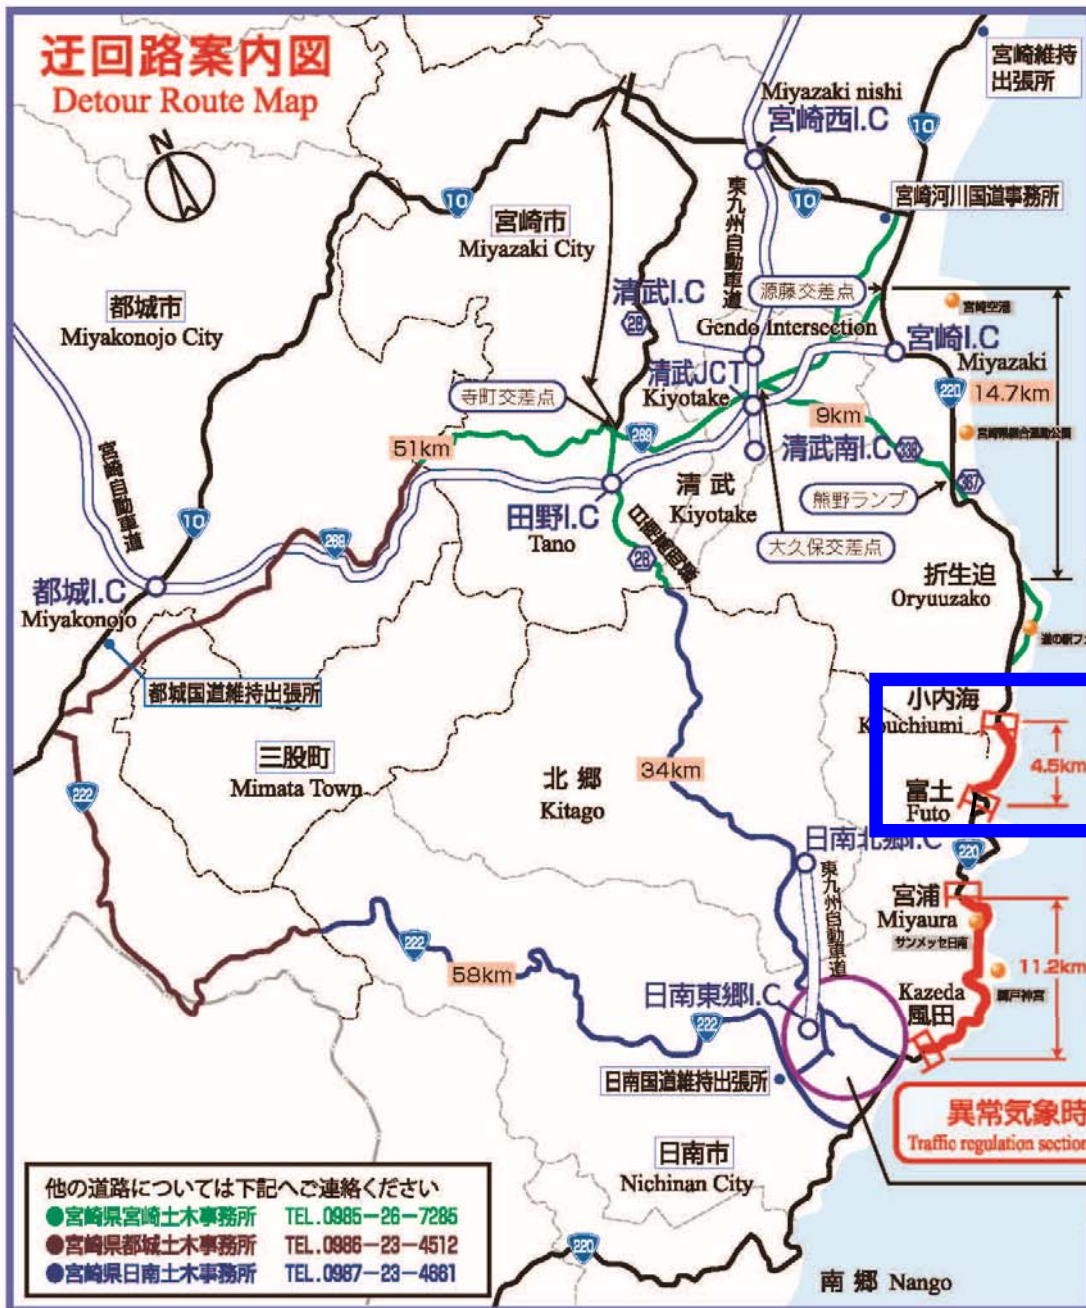 迂回路案内図
Detour Route Map
N
宮崎維持
出張所
Miyazaki nishi
宮崎西I.C
10
10
10
宮崎河川国道事務所
東九州自動車道
宮崎市
Miyazaki City
都城市
Miyakonojo City
清武I.C
28
源藤交差点
Gendo Intersection
宮崎空港
宮崎I.C
Miyazaki
清武JCT
Kiyotake
寺町交差点
220
14.7km
9km
269
51km
宮崎県総合運動公園
清武南I.C
338
367
宮崎自動車道
清武
Kiyotake
熊野ランプ
田野I.C
Tano
大久保交差点
10
269
28
折生迫
Oryuuzako
都城I.C
Miyakonojo
道の駅フ
都城国道維持出張所
小内海
Kouchiumi
三股町
Mimata Town
北郷
Kitago
34km
4.5km
富土
Futo
222
日南北郷I.C
220
東九州自動車道
宮浦
Miyaura
サンメッセ日南
222
58km
11.2km
Kazeda
風田
鵜戸神宮
日南東郷I.C
222
日南国道維持出張所
異常気象時
Traffic regulation section
日南市
Nichinan City
他の道路については下記へご連絡ください
●宮崎県宮崎土木事務所 TEL.0985-26-7285
●宮崎県都城土木事務所 TEL.0986-23-4512
●宮崎県日南土木事務所 TEL.0987-23-4661
220
南郷 Nango